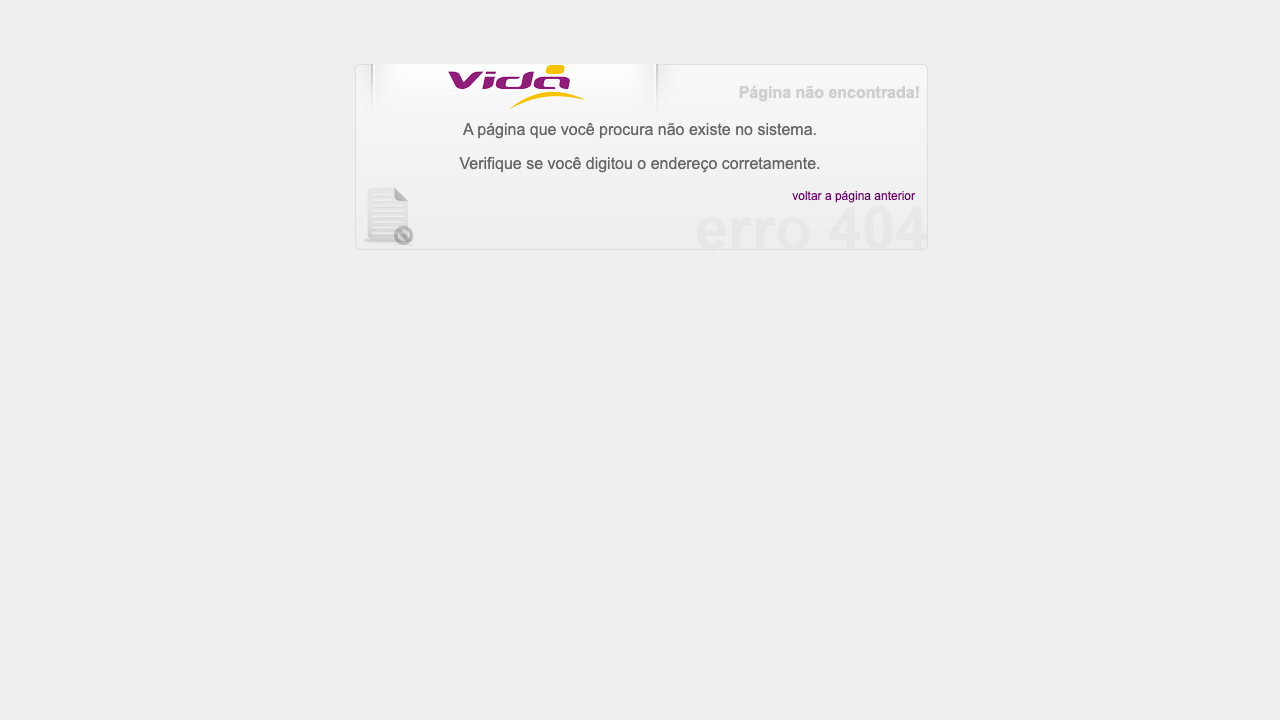 Vida
Página não encontrada!
A página que você procura não existe no sistema.
Verifique se você digitou o endereço corretamente.
voltar a página anterior
erro 404